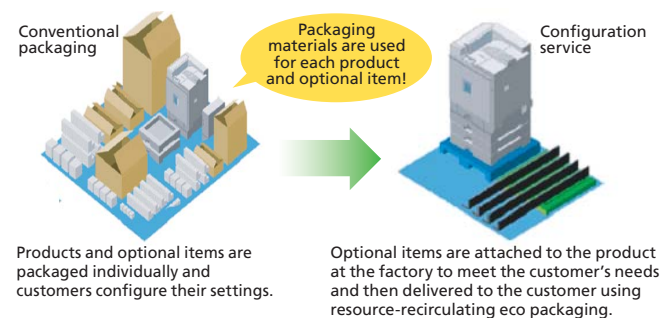 Conventional
packaging
Packaging
materials are used
for each product
and optional item!
Configuration
service
Products and optional items are
packaged individually and
customers configure their settings.
Optional items are attached to the product
at the factory to meet the customer’s needs
and then delivered to the customer using
resource-recirculating eco packaging.